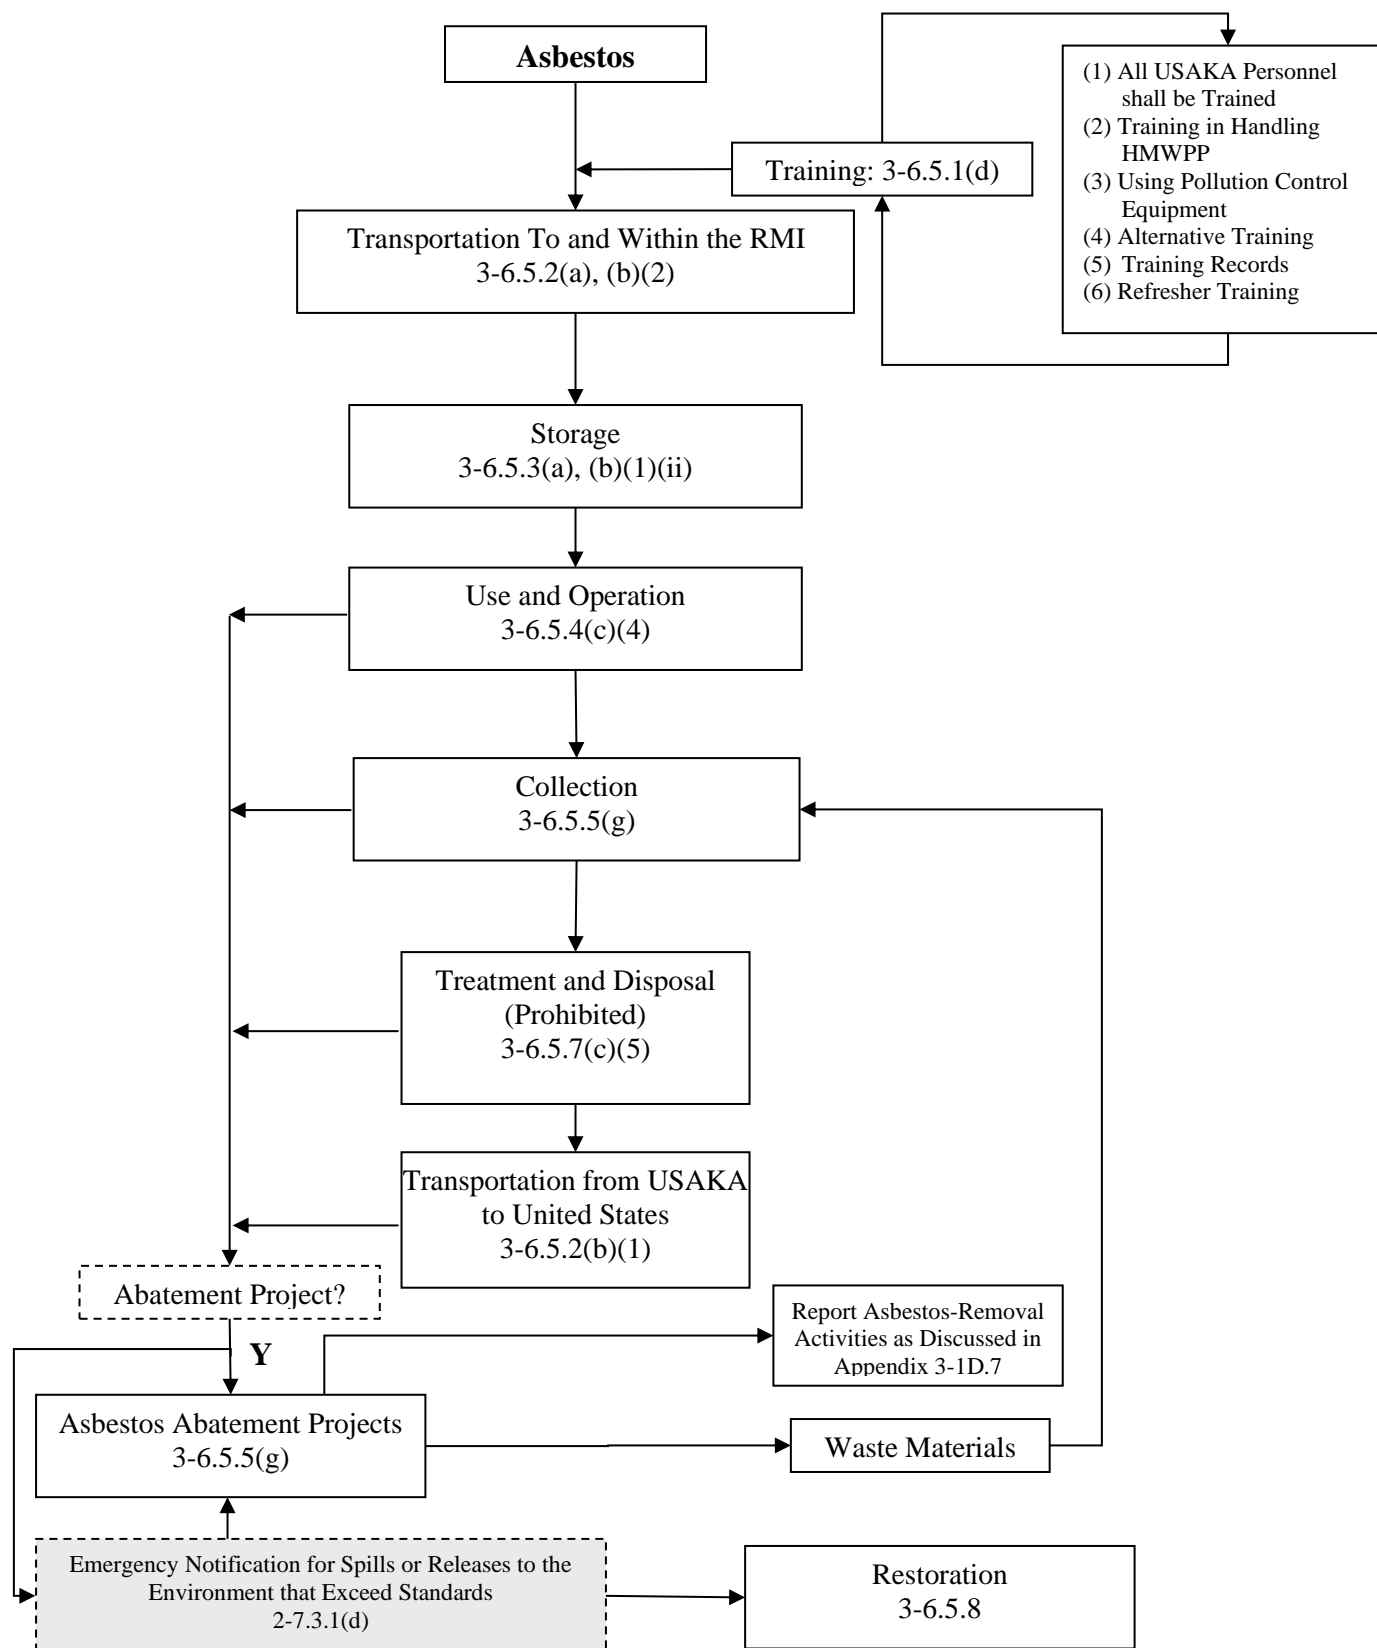 Asbestos
(1) All USAKA Personnel
shall be Trained
(2) Training in Handling
HMWPP
(3) Using Pollution Control
Equipment
(4) Alternative Training
(5) Training Records
(6) Refresher Training
Training: 3-6.5.1(d)
Transportation To and Within the RMI
3-6.5.2(a), (b)(2)
Storage
3-6.5.3(a), (b)(1)(ii)
Use and Operation
3-6.5.4(c)(4)
Collection
3-6.5.5(g)
Treatment and Disposal
(Prohibited)
3-6.5.7(c)(5)
Transportation from USAKA
to United States
3-6.5.2(b)(1)
Abatement Project?
Y
Report Asbestos-Removal
Activities as Discussed in
Appendix 3-1D.7
Asbestos Abatement Projects
3-6.5.5(g)
Waste Materials
Emergency Notification for Spills or Releases to the
Environment that Exceed Standards
2-7.3.1(d)
Restoration
3-6.5.8